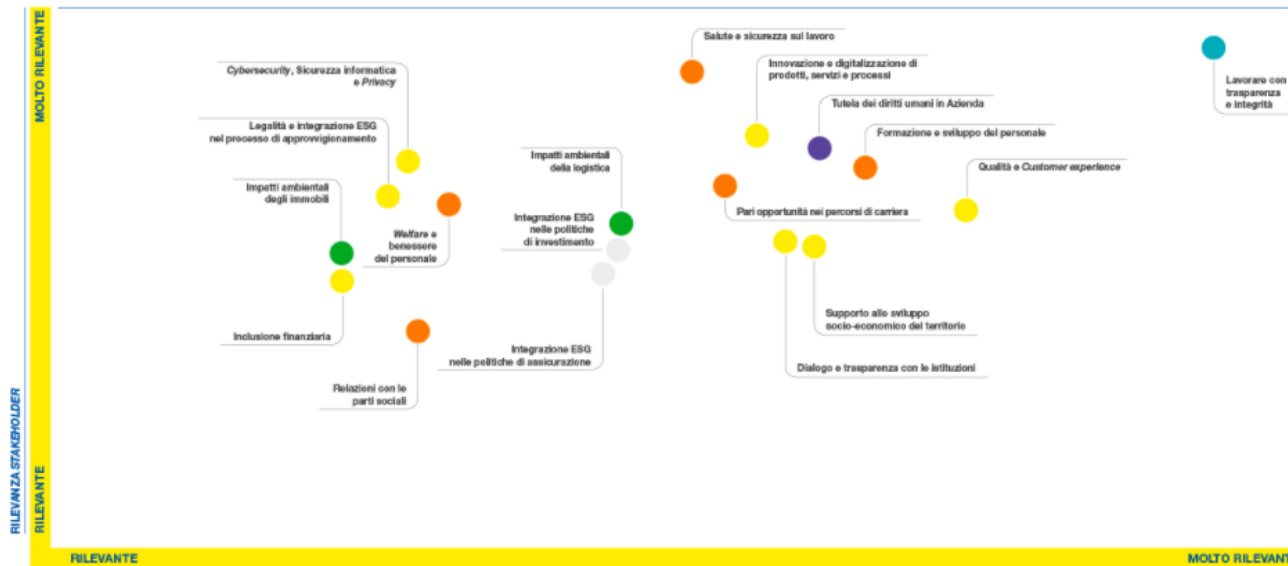 MOLTO RILEVANTE
Salute e sicurezza sul lavoro
Cybersecurity, Sicurezza informatica
e Privacy
Innovazione e digitalizzazione di
prodotti, servizi e processi
Lavorare con
trasparenza
e integrità
Tutela dei diritti umani in Azienda
Legalità e integrazione ESG
nel processo di approvvigionamento
Formazione e sviluppo del personale
Impatti ambientali
della logistica
Qualità e Customer experience
Impatti ambientali
degli immobili
Pari opportunità nei percorsi di carriera
Integrazione ESG
nelle politiche
di investimento
Welfare e
benessere
del personale
Supporto allo sviluppo
socio-economico del territorio
Inclusione finanziaria
Integrazione ESG
nelle politiche di assicurazione
Dialogo e trasparenza con le istituzioni
Relazioni con le
parti sociali
RILEVANZA STAKEHOLDER
RILEVANTE
RILEVANTE
MOLTO RILEVANT